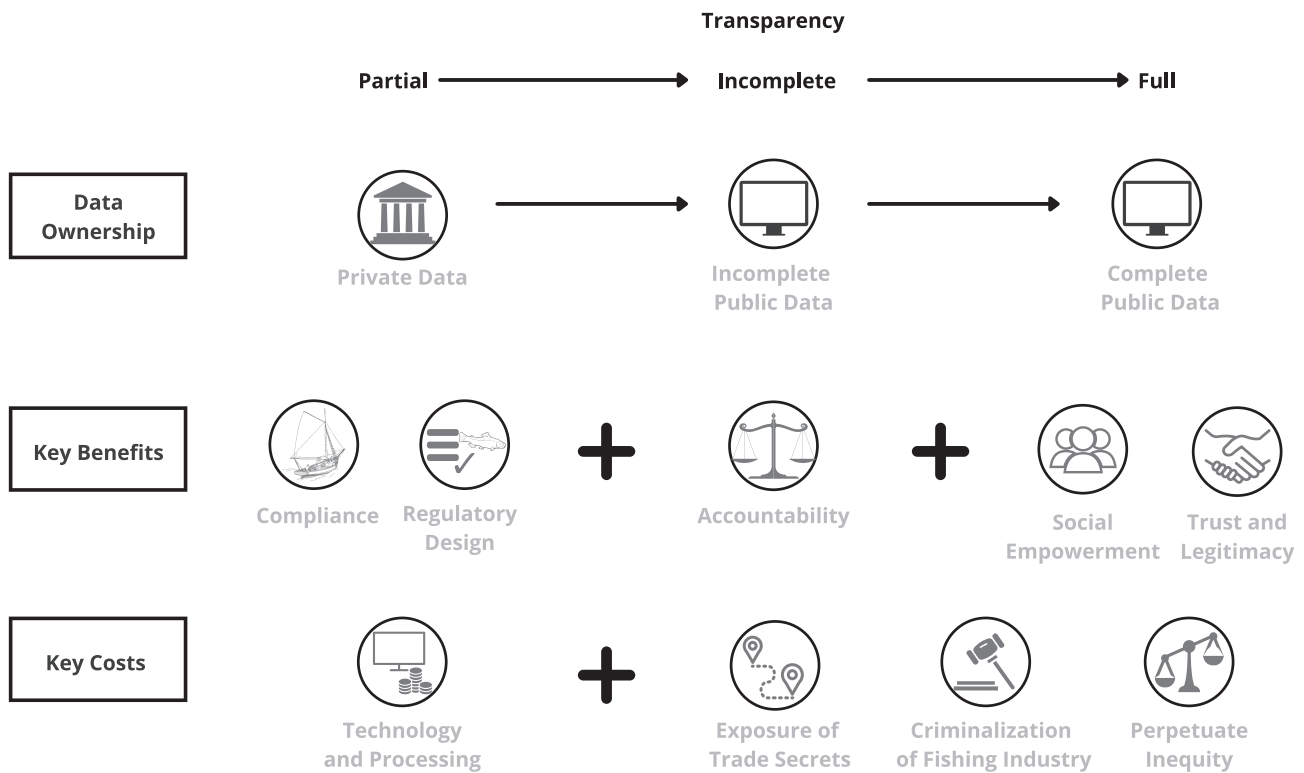 Transparency
Partial
Incomplete
Full
Data
Ownership
Private Data
Incomplete
Public Data
Complete
Public Data
Key Benefits
Compliance
Regulatory
Design
Accountability
Social
Empowerment
Trust and
Legitimacy
Key Costs
Technology
and Processing
Exposure of
Trade Secrets
Criminalization
of Fishing Industry
Perpetuate
Inequity